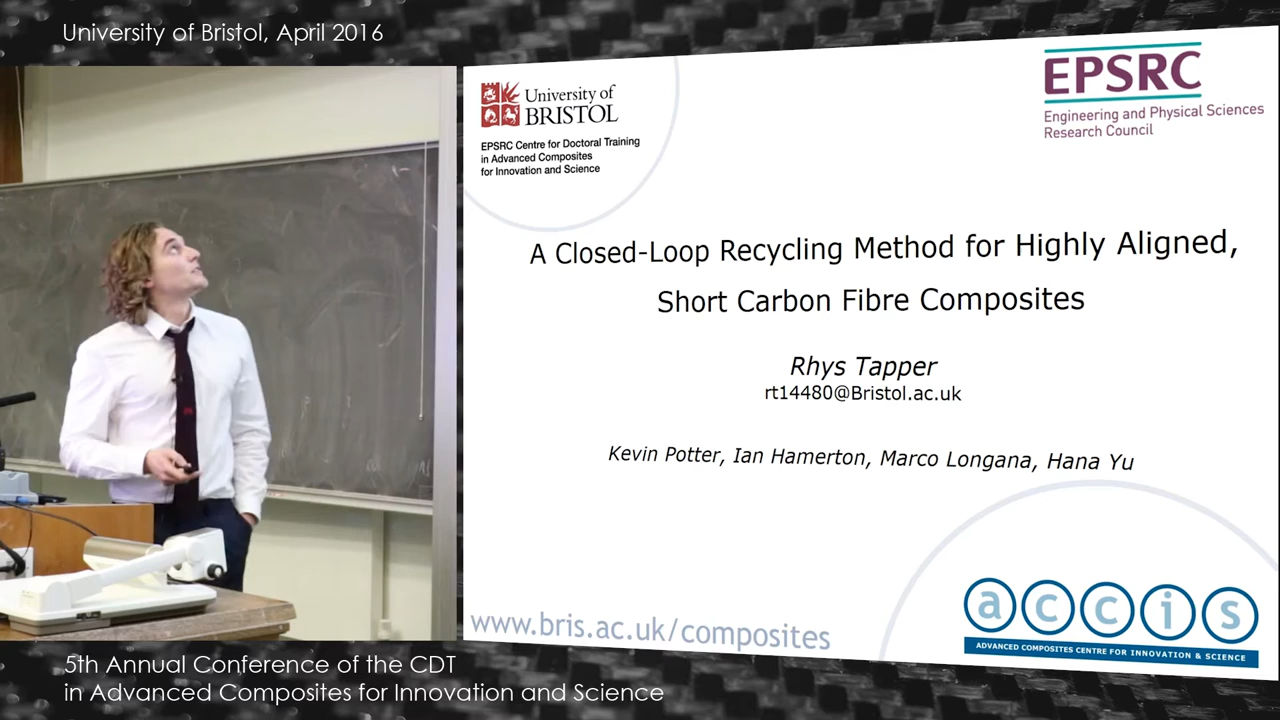 University of Bristol, April 2016
University of
BRISTOL
EPSRC Centre for Doctoral Training
in Advanced Composites
for Innovation and Science
EPSRC
Engineering and Physical Sciences
Research Council
A Closed-Loop Recycling Method for Highly Aligned,
Short Carbon Fibre Composites
Rhys Tapper
rt14480@Bristol.ac.uk
Kevin Potter, Ian Hamerton, Marco Longana, Hana Yu
www.bris.ac.uk/composites
accis
ADVANCED COMPOSITES CENTRE FOR INNOVATION & SCIENCE
5th Annual Conference of the CDT
in Advanced Composites for Innovation and Science